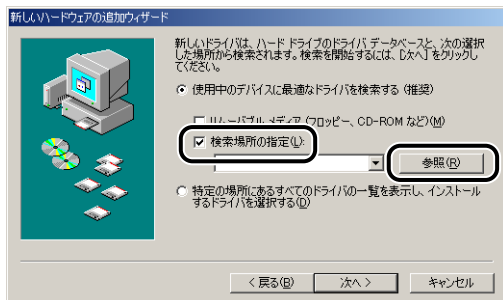 新しいハードウェアの追加ウィザード
新しいドライバは、ハード ドライブのドライバ データベースと、次の選択
した場所から検索されます。検索を開始するには、[次へ] をクリックし
てください。
使用中のデバイスに最適なドライバを検索する (推奨)
リムーバブル メディア (フロッピー、CD-ROM など)(M)
検索場所の指定(L):
参照(R)
特定の場所にあるすべてのドライバの一覧を表示し、インストール
するドライバを選択する(D)
< 戻る(B)
次へ >
キャンセル